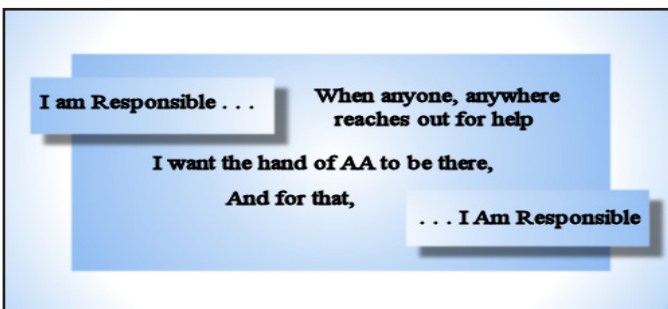 I am Responsible . . .
When anyone, anywhere
reaches out for help
I want the hand of AA to be there,
And for that,
. . . I Am Responsible